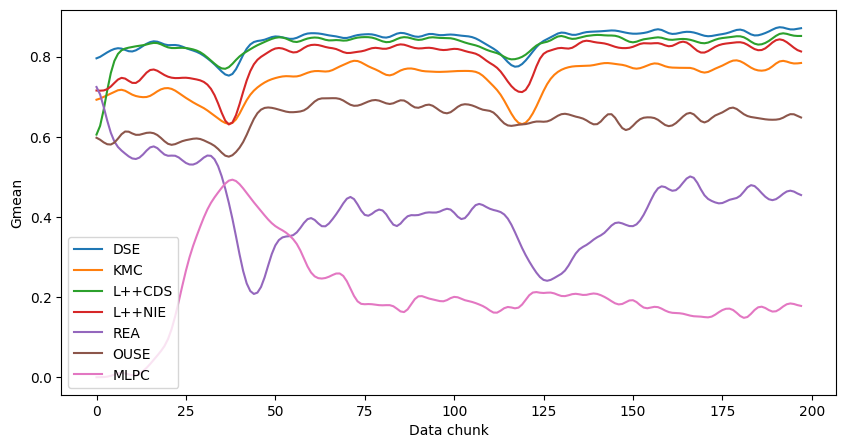 Gmean
0.8
0.6
0.4
0.2
0.0
DSE
KMC
L++CDS
L++NIE
REA
OUSE
MLPC
0 25 50 75 100 125 150 175 200
Data chunk